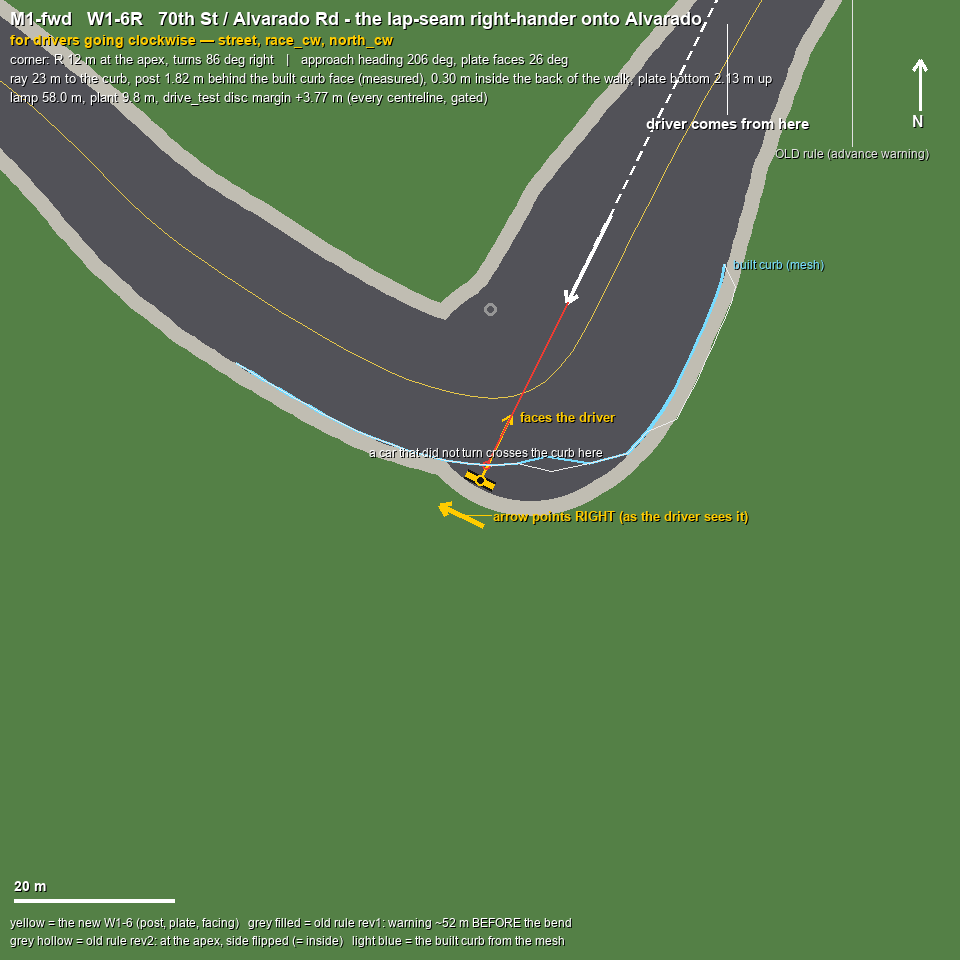 M1-fwd   W1-6R   70th St / Alvarado Rd - the lap-seam right-hander onto Alvarado
for drivers going clockwise — street, race_cw, north_cw
corner: R 12 m at the apex, turns 86 deg right   |   approach heading 206 deg, plate faces 26 deg
ray 23 m to the curb, post 1.82 m behind the built curb face (measured), 0.30 m inside the back of the walk, plate bottom 2.13 m up
lamp 58.0 m, plant 9.8 m, drive_test disc margin +3.77 m (every centreline, gated)
N
driver comes from here
OLD rule (advance warning)
built curb (mesh)
faces the driver
a car that did not turn crosses the curb here
arrow points RIGHT (as the driver sees it)
20 m
yellow = the new W1-6 (post, plate, facing)   grey filled = old rule rev1: warning ~52 m BEFORE the bend
grey hollow = old rule rev2: at the apex, side flipped (= inside)   light blue = the built curb from the mesh